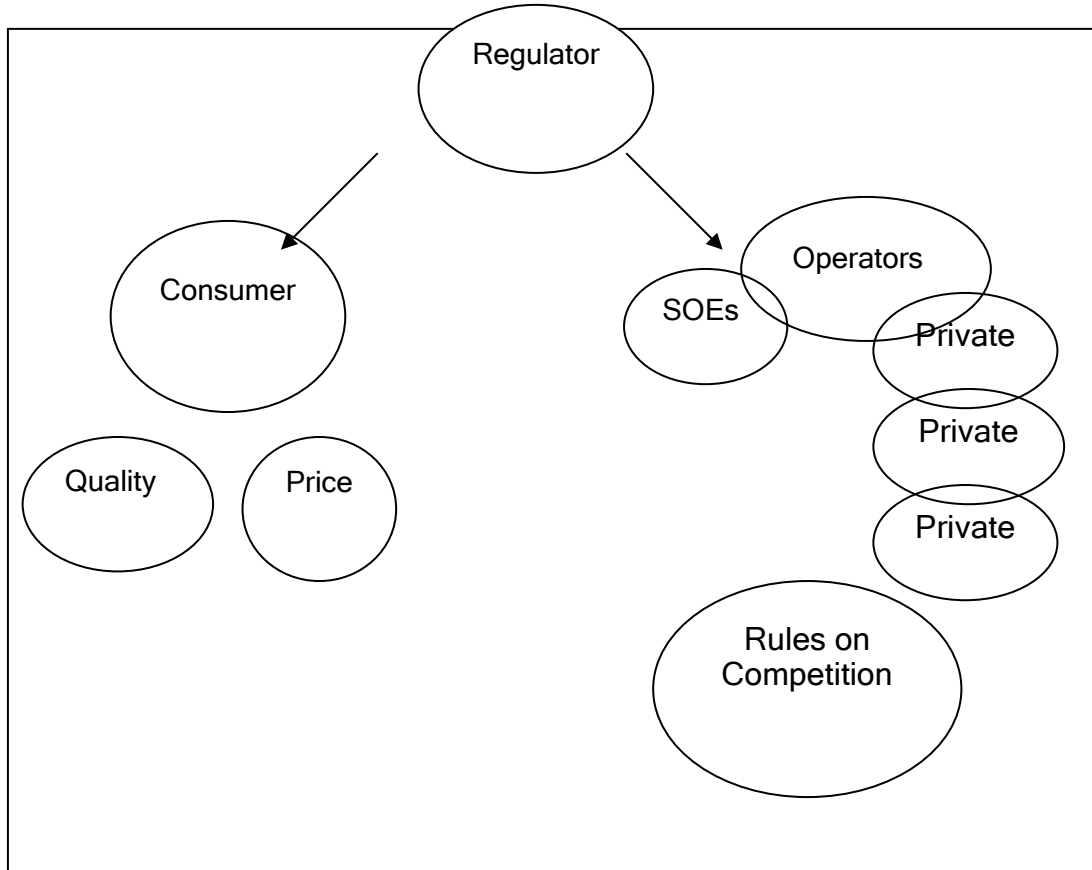 Regulator
Consumer
Operators
SOEs
Private
Private
Quality
Price
Private
Rules on
Competition